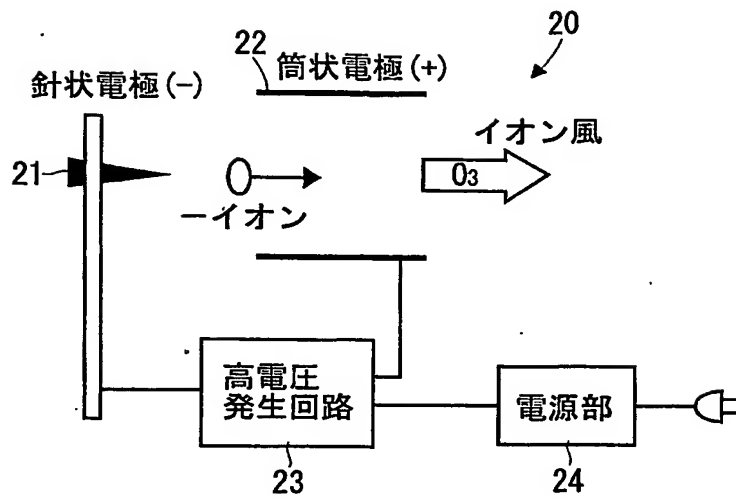 20
22
筒状電極(+)
針状電極(−)
イオン風
21
O3
−イオン
高電圧
発生回路
電源部
23
24